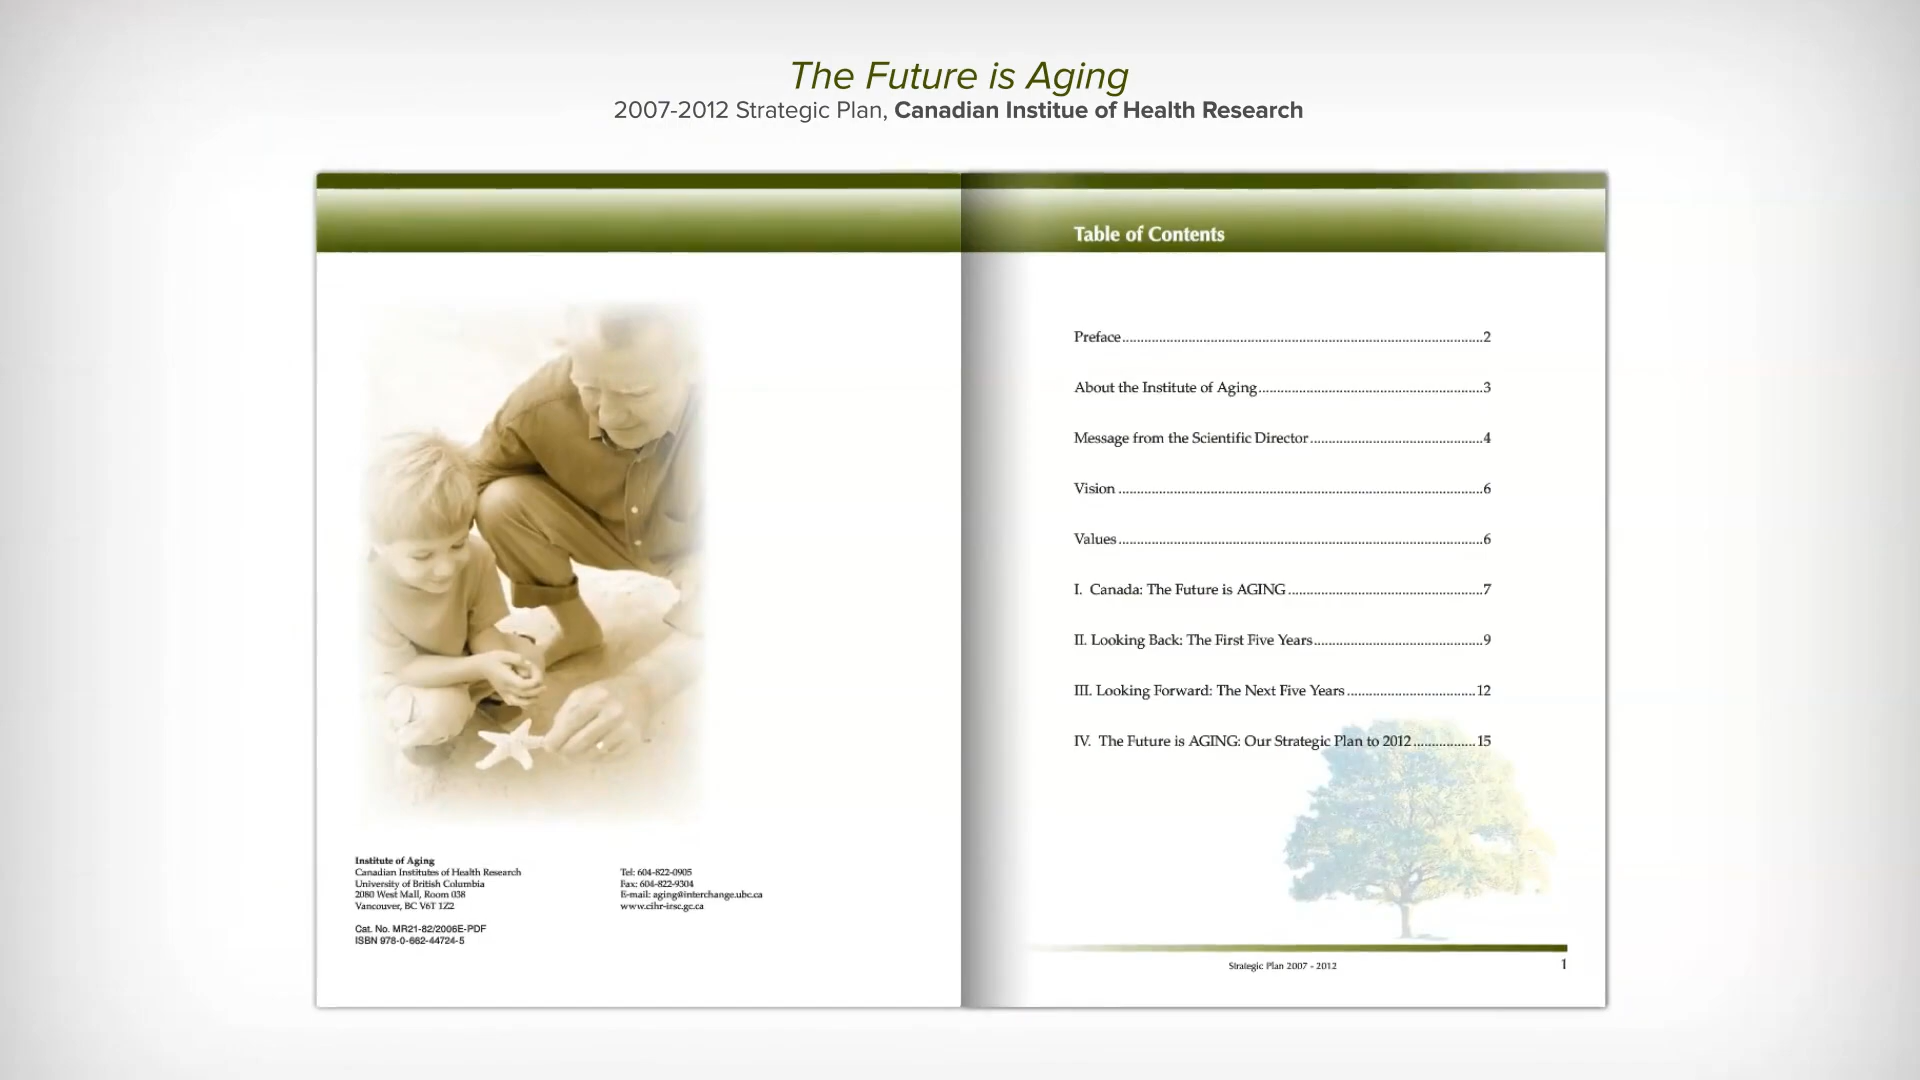 The Future is Aging
2007-2012 Strategic Plan, Canadian Institue of Health Research
Institute of Aging
Canadian Institutes of Health Research
University of British Columbia
2080 West Mall, Room 038
Vancouver, BC V6T 1Z2
Cat. No. MR21-82/2006E-PDF
ISBN 978-0-662-44724-5
Tel: 604-822-0905
Fax: 604-822-9304
E-mail: aging@interchange.ubc.ca
www.cihr-irsc.gc.ca
Table of Contents
Preface...............2
About the Institute of Aging...............3
Message from the Scientific Director...............4
Vision ...............6
Values...............6
I. Canada: The Future is AGING...............7
II. Looking Back: The First Five Years...............9
III. Looking Forward: The Next Five Years...............12
IV. The Future is AGING: Our Strategic Plan to 2012...............15
Strategic Plan 2007 - 2012
1